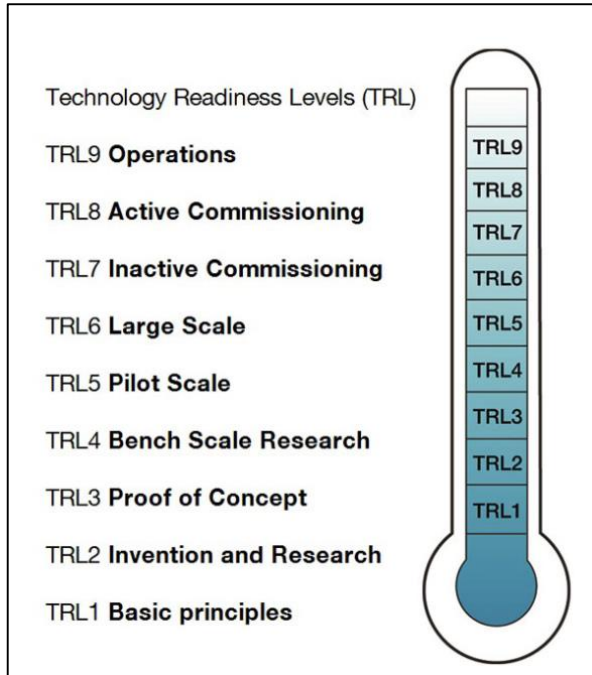 Technology Readiness Levels (TRL)
TRL9 Operations
TRL8 Active Commissioning
TRL7 Inactive Commissioning
TRL6 Large Scale
TRL5 Pilot Scale
TRL4 Bench Scale Research
TRL3 Proof of Concept
TRL2 Invention and Research
TRL1 Basic principles
TRL9
TRL8
TRL7
TRL6
TRL5
TRL4
TRL3
TRL2
TRL1